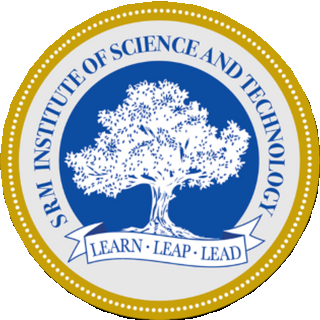 SRM INSTITUTE OF SCIENCE AND TECHNOLOGY
LEARN · LEAP · LEAD